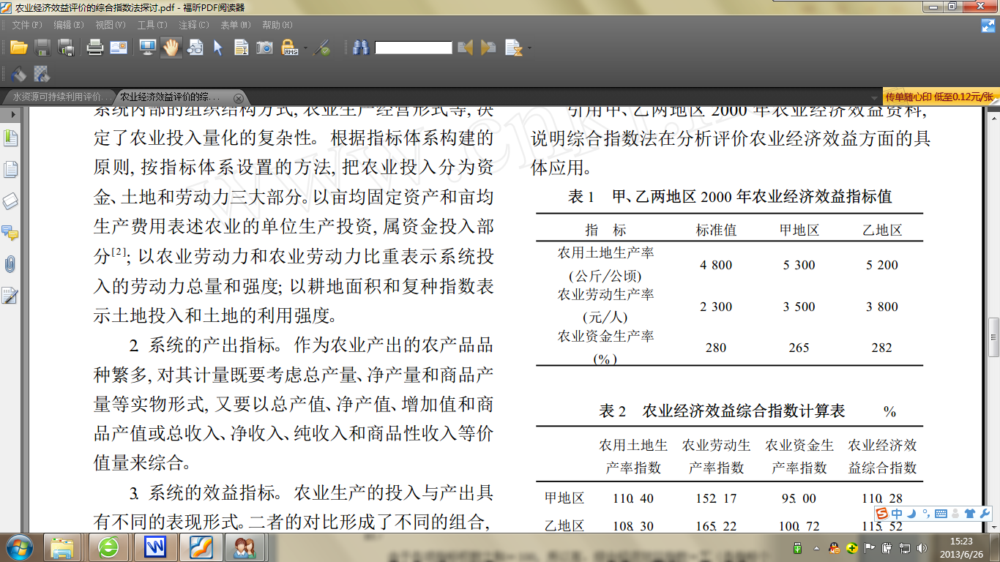 农业经济效益评价的综合指数法探讨.pdf - 福昕PDF阅读器
文件(F) 编辑(E) 视图(V) 工具(T) 注释(C) 表单(M) 帮助(H)
RMS
水资源可持续利用评价... 农业经济效益评价的综... 传单随心印 低至0.12元/张
系统内部的组织结构方式, 农业生产经营形式等, 决
定了农业投入量化的复杂性。根据指标体系构建的
原则, 按指标体系设置的方法, 把农业投入分为资
金、土地和劳动力三大部分。以亩均固定资产和亩均
生产费用表述农业的单位生产投资, 属资金投入部
分[2]; 以农业劳动力和农业劳动力比重表示系统投
入的劳动力总量和强度; 以耕地面积和复种指数表
示土地投入和土地的利用强度。
2. 系统的产出指标。作为农业产出的农产品品
种繁多, 对其计量既要考虑总产量、净产量和商品产
量等实物形式, 又要以总产值、净产值、增加值和商
品产值或总收入、净收入、纯收入和商品性收入等价
值量来综合。
3. 系统的效益指标。农业生产的投入与产出具
有不同的表现形式。二者的对比形成了不同的组合,
引用甲、乙两地区 2000 年农业经济效益资料,
说明综合指数法在分析评价农业经济效益方面的具
体应用。
表 1 甲、乙两地区 2000 年农业经济效益指标值
指 标 标准值 甲地区 乙地区
农用土地生产率
(公斤/公顷) 4 800 5 300 5 200
农业劳动生产率
(元/人) 2 300 3 500 3 800
农业资金生产率
(%) 280 265 282
表 2 农业经济效益综合指数计算表 %
农用土地生 农业劳动生 农业资金生 农业经济效
产率指数 产率指数 产率指数 益综合指数
甲地区 110. 40 152. 17 95. 00 110. 28
乙地区 108. 30 165. 22 100. 72 115. 52
www.cnki.
中
15:23
2013/6/26